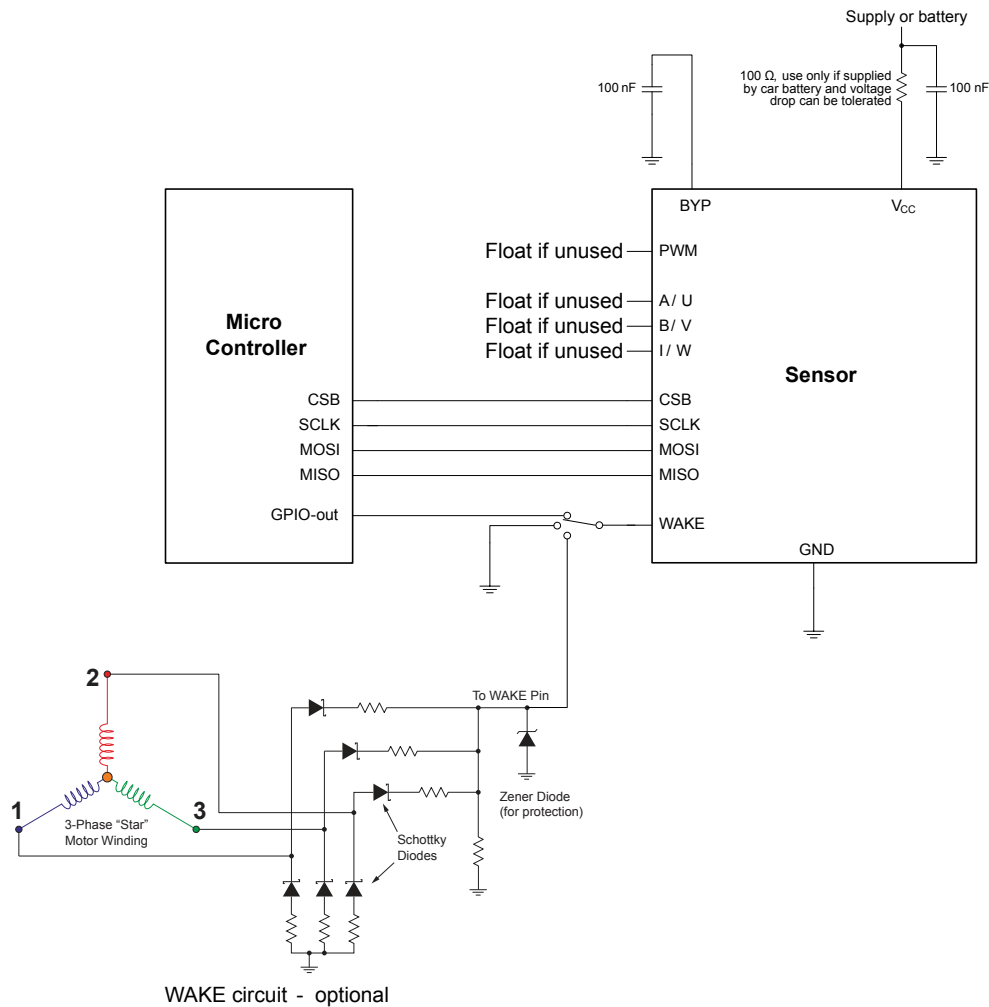 Supply or battery
100 nF
100 Ω, use only if supplied
by car battery and voltage
drop can be tolerated
100 nF
BYP
VCC
Float if unused
PWM
Float if unused
A / U
Float if unused
B / V
Float if unused
I / W
Micro
Controller
Sensor
CSB
CSB
SCLK
SCLK
MOSI
MOSI
MISO
MISO
GPIO-out
WAKE
GND
2
To WAKE Pin
1
3
3-Phase “Star”
Motor Winding
Zener Diode
(for protection)
Schottky
Diodes
WAKE circuit - optional